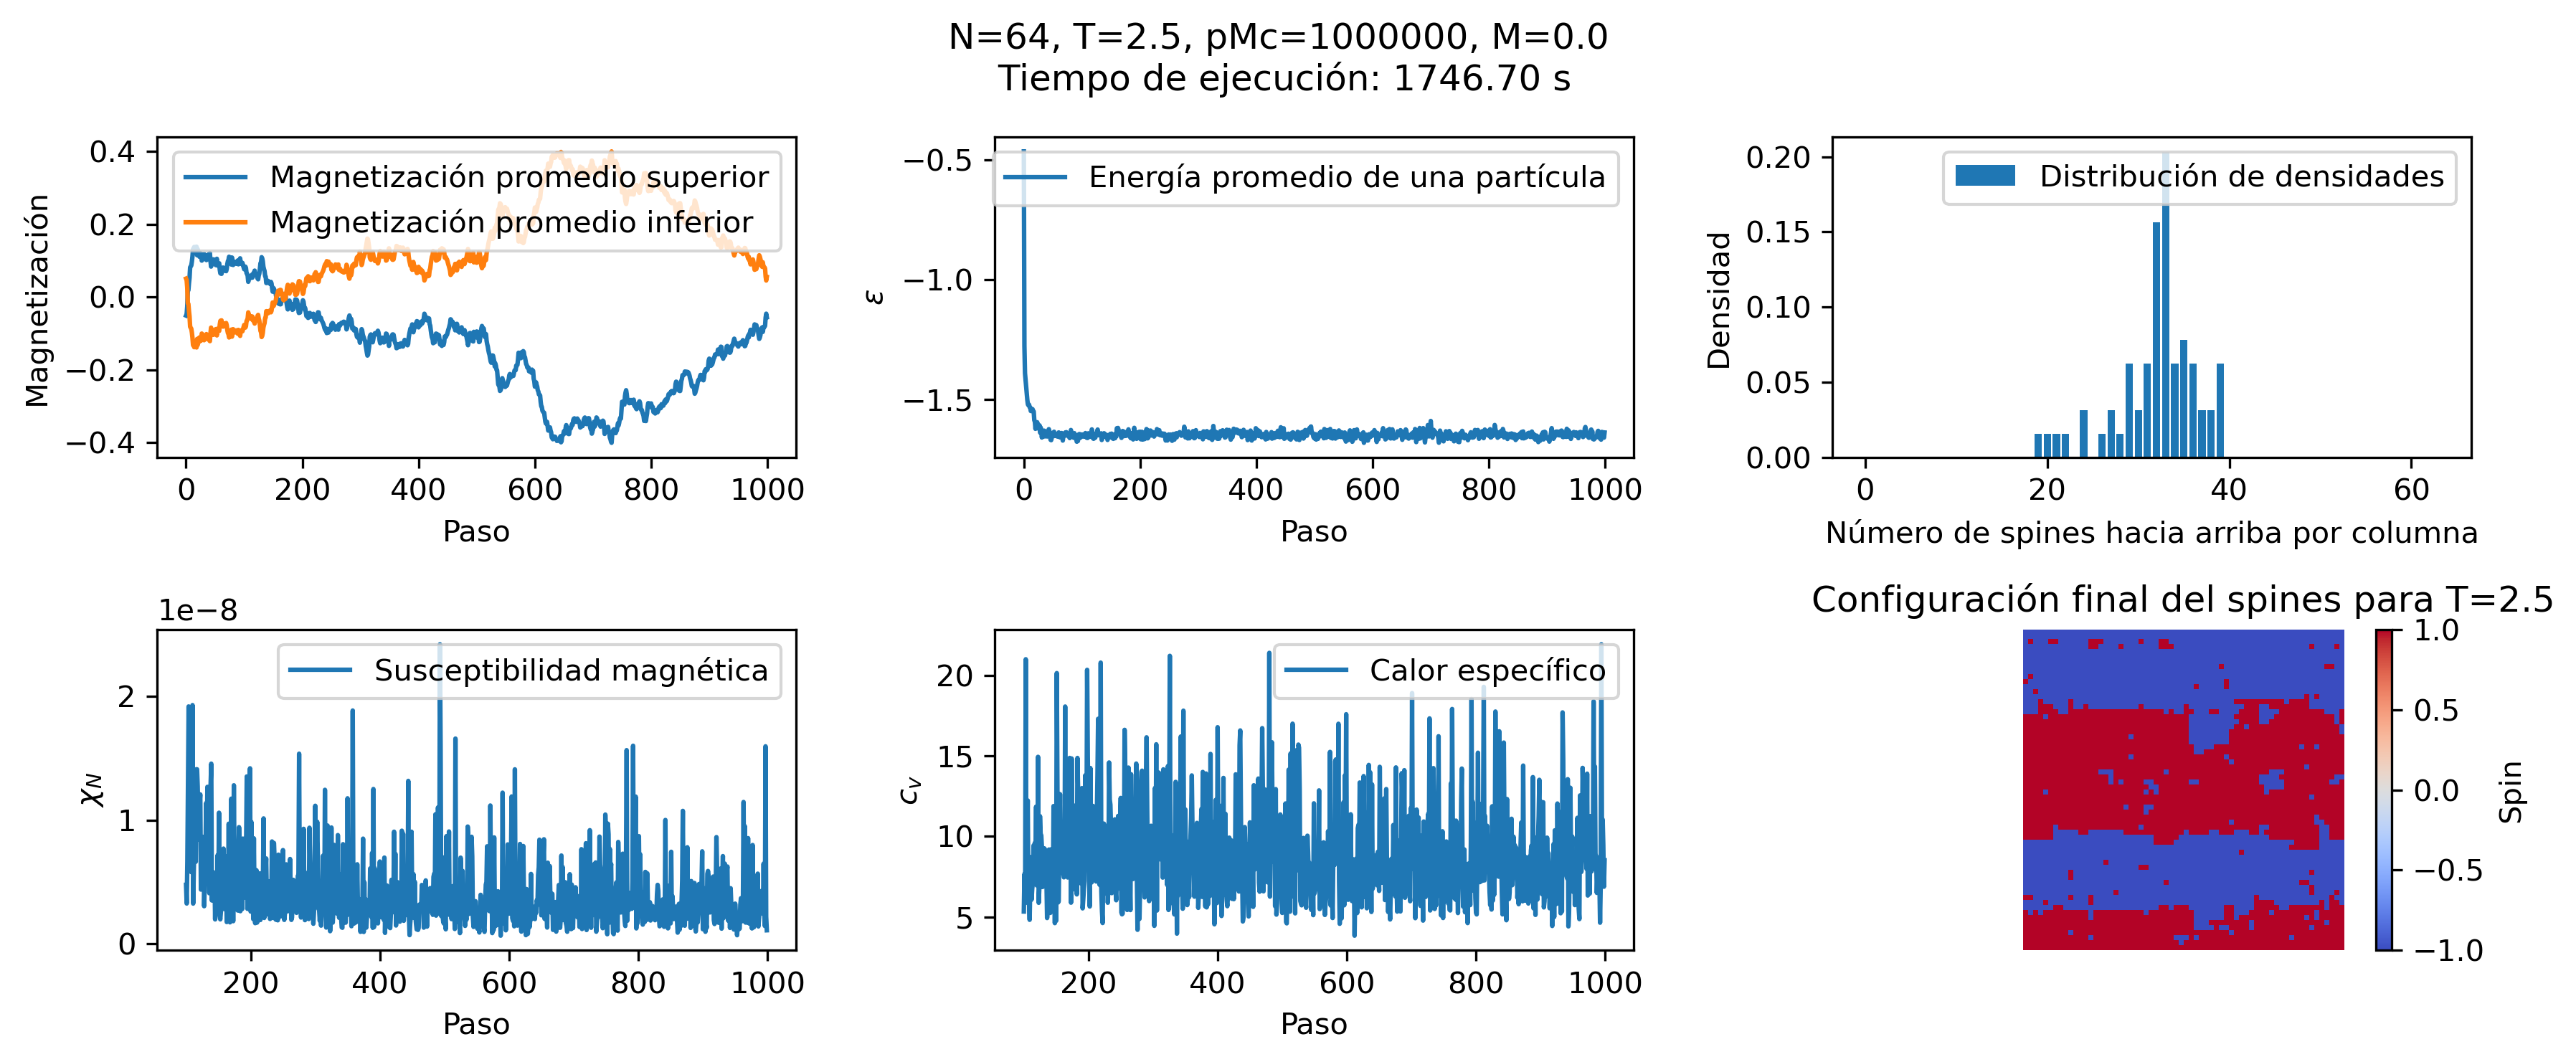 N=64, T=2.5, pMc=1000000, M=0.0
Tiempo de ejecución: 1746.70 s
Magnetización
0.4
0.2
0.0
−0.2
−0.4
Magnetización promedio superior
Magnetización promedio inferior
0 200 400 600 800 1000
Paso
ε
−0.5
−1.0
−1.5
Energía promedio de una partícula
0 200 400 600 800 1000
Paso
Densidad
0.20
0.15
0.10
0.05
0.00
Distribución de densidades
0 20 40 60
Número de spines hacia arriba por columna
1e−8
χN
2
1
0
Susceptibilidad magnética
200 400 600 800 1000
Paso
cv
20
15
10
5
Calor específico
200 400 600 800 1000
Paso
Configuración final del spines para T=2.5
1.0
0.5
0.0
−0.5
−1.0
Spin